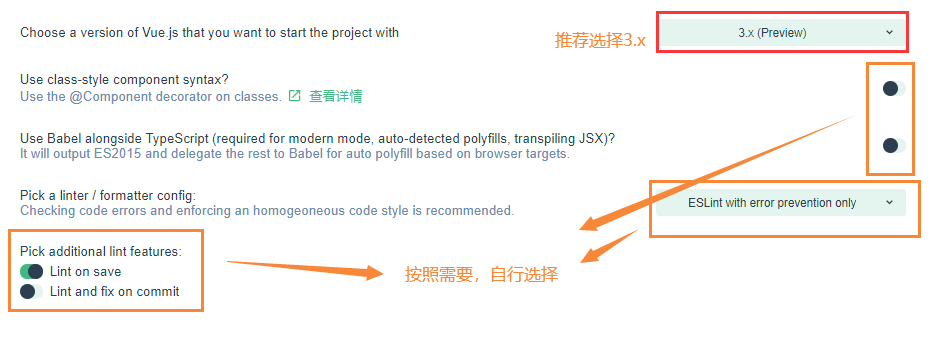 Choose a version of Vue.js that you want to start the project with
推荐选择3.x
3.x (Preview)
Use class-style component syntax?
Use the @Component decorator on classes. 查看详情
Use Babel alongside TypeScript (required for modern mode, auto-detected polyfills, transpiling JSX)?
It will output ES2015 and delegate the rest to Babel for auto polyfill based on browser targets.
Pick a linter / formatter config:
Checking code errors and enforcing an homogeoneous code style is recommended.
ESLint with error prevention only
Pick additional lint features:
Lint on save
Lint and fix on commit
按照需要，自行选择